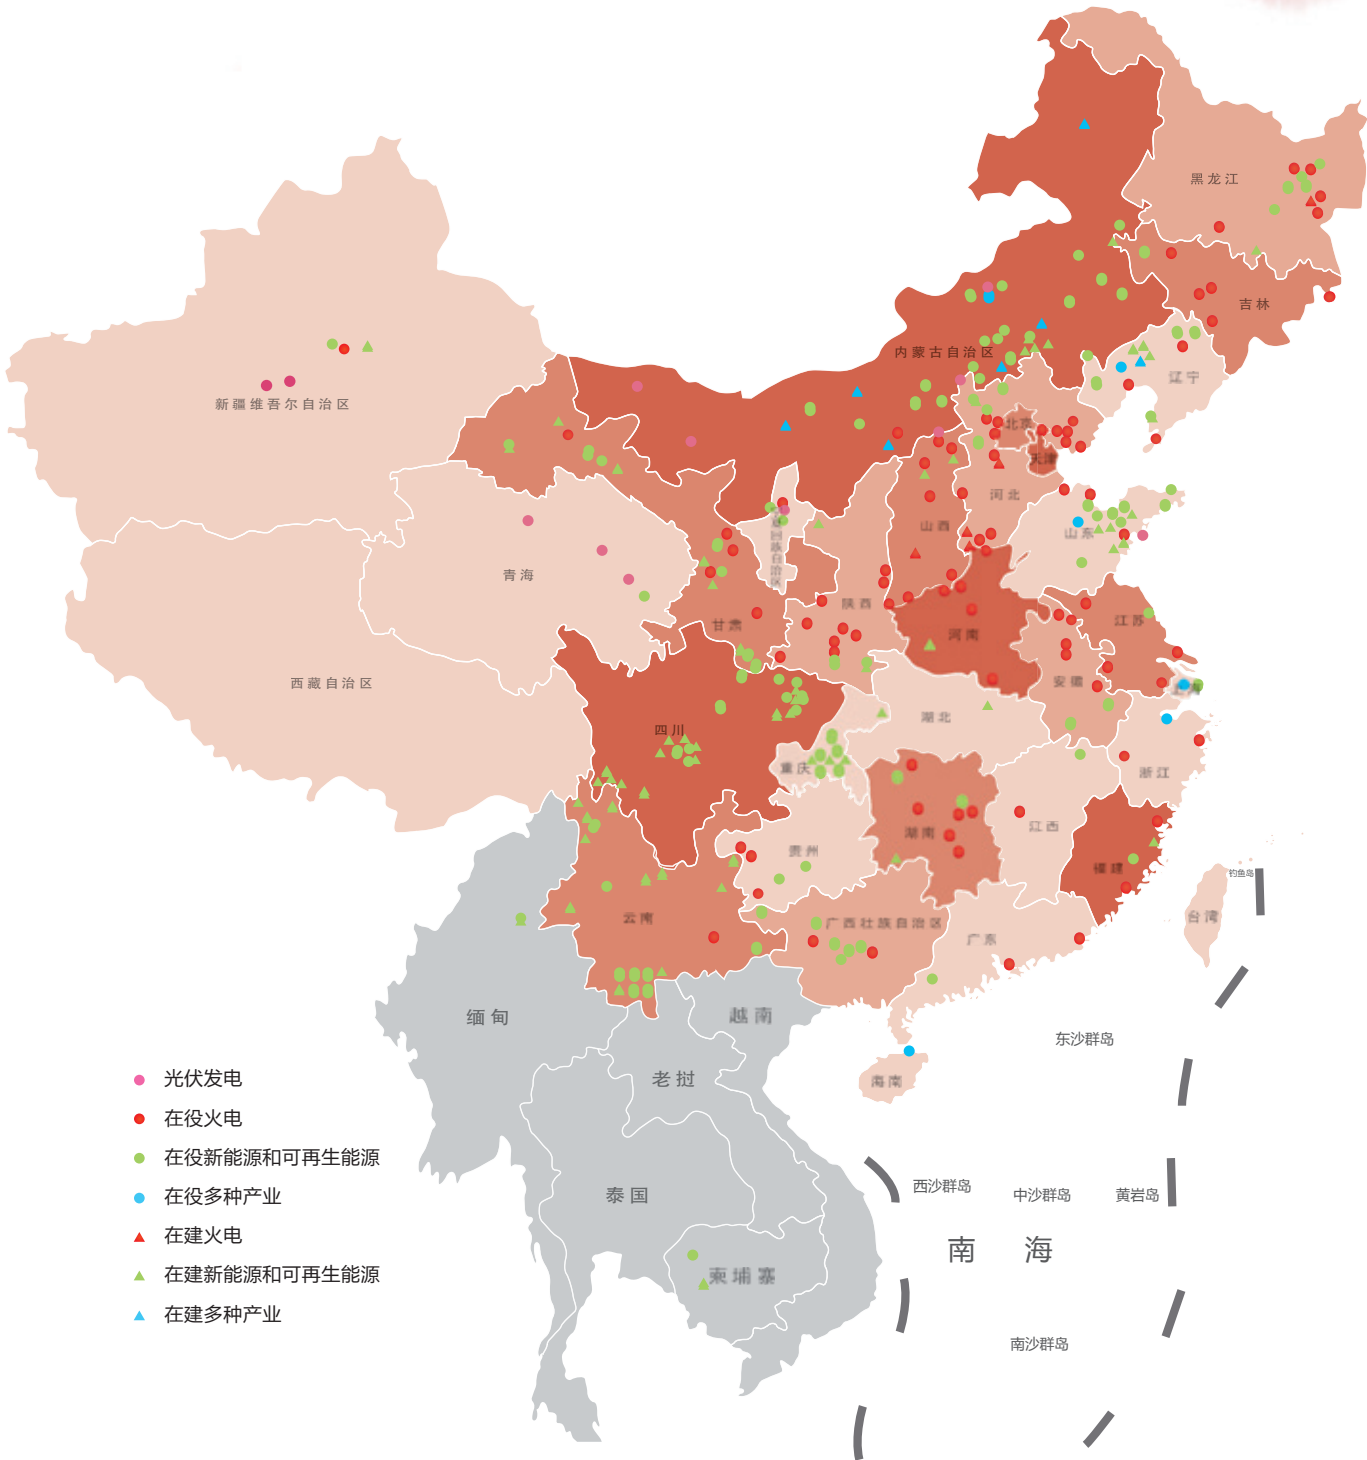 黑龙江
吉林
内蒙古自治区
辽宁
新疆维吾尔自治区
北京
天津
河北
山西
山东
青海
陕西
甘肃
江苏
河南
西藏自治区
安徽
上海
湖北
四川
重庆
浙江
江西
湖南
贵州
福建
钓鱼岛
云南
广西壮族自治区
台湾
广东
缅甸
越南
东沙群岛
老挝
海南
光伏发电
在役火电
在役新能源和可再生能源
在役多种产业
在建火电
在建新能源和可再生能源
在建多种产业
泰国
西沙群岛
中沙群岛
黄岩岛
南海
柬埔寨
南沙群岛